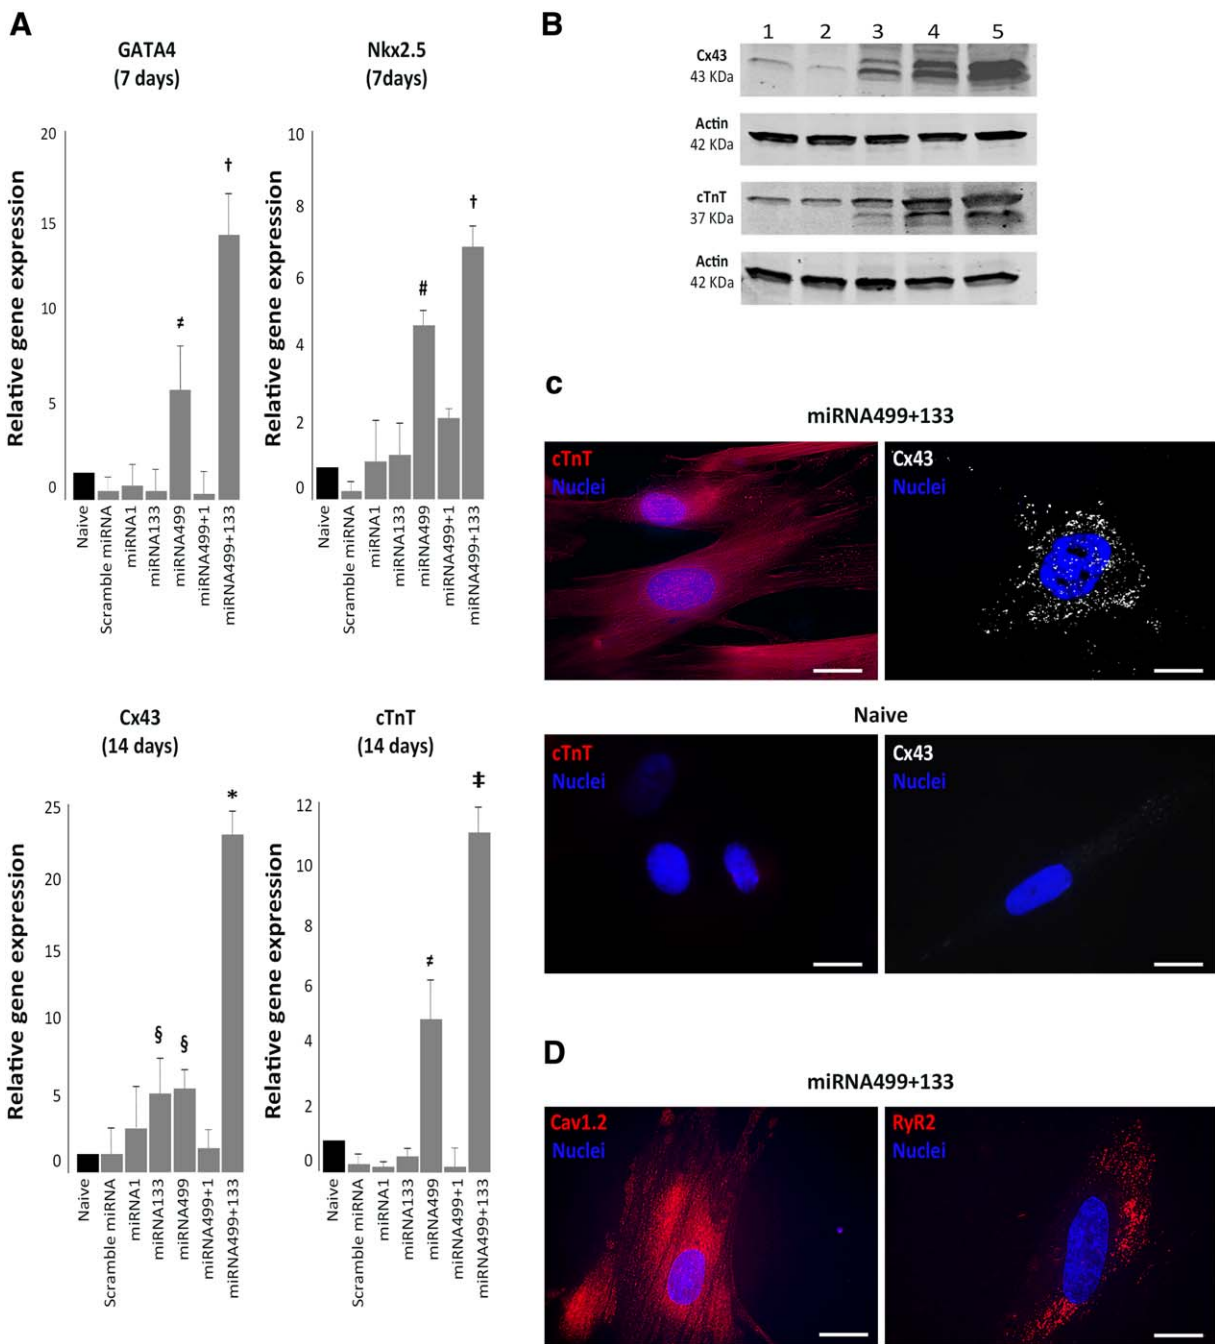 A
GATA4
(7 days)
Relative gene expression
20
15
10
5
0
†
≠
Naive
Scramble miRNA
miRNA1
miRNA133
miRNA499
miRNA499+1
miRNA499+133
Nkx2.5
(7days)
Relative gene expression
10
8
6
4
2
0
†
#
Naive
Scramble miRNA
miRNA1
miRNA133
miRNA499
miRNA499+1
miRNA499+133
Cx43
(14 days)
Relative gene expression
25
20
15
10
5
0
*
§ §
Naive
Scramble miRNA
miRNA1
miRNA133
miRNA499
miRNA499+1
miRNA499+133
cTnT
(14 days)
Relative gene expression
12
10
8
6
4
2
0
‡
≠
Naive
Scramble miRNA
miRNA1
miRNA133
miRNA499
miRNA499+1
miRNA499+133
B
1 2 3 4 5
Cx43
43 KDa
Actin
42 KDa
cTnT
37 KDa
Actin
42 KDa
C
miRNA499+133
cTnT
Nuclei
Cx43
Nuclei
Naive
cTnT
Nuclei
Cx43
Nuclei
D
miRNA499+133
Cav1.2
Nuclei
RyR2
Nuclei